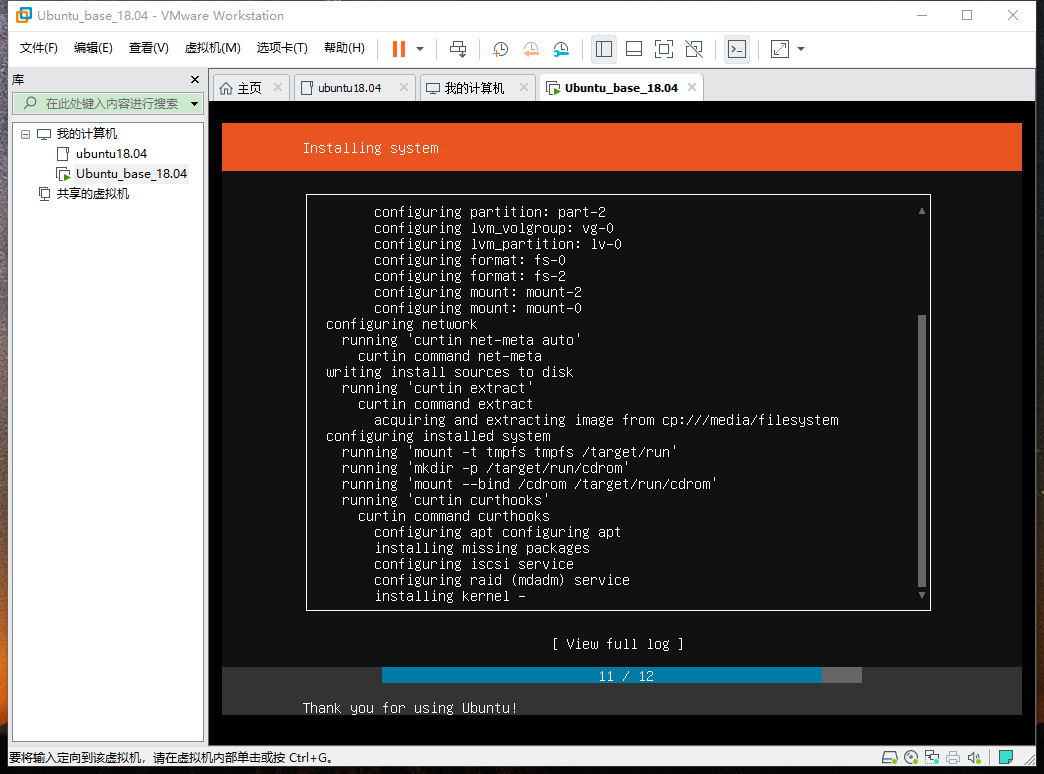 Ubuntu_base_18.04 - VMware Workstation
文件(F) 编辑(E) 查看(V) 虚拟机(M) 选项卡(T) 帮助(H)
库
在此处键入内容进行搜索
我的计算机
ubuntu18.04
Ubuntu_base_18.04
共享的虚拟机
主页 ubuntu18.04 我的计算机 Ubuntu_base_18.04
Installing system
configuring partition: part-2
configuring lvm_volgroup: vg-0
configuring lvm_partition: lv-0
configuring format: fs-0
configuring format: fs-2
configuring mount: mount-2
configuring mount: mount-0
configuring network
running 'curtin net-meta auto'
curtin command net-meta
writing install sources to disk
running 'curtin extract'
curtin command extract
acquiring and extracting image from cp:///media/filesystem
configuring installed system
running 'mount -t tmpfs tmpfs /target/run'
running 'mkdir -p /target/run/cdrom'
running 'mount --bind /cdrom /target/run/cdrom'
running 'curtin curthooks'
curtin command curthooks
configuring apt configuring apt
installing missing packages
configuring iscsi service
configuring raid (mdadm) service
installing kernel -
[ View full log ]
11 / 12
Thank you for using Ubuntu!
要将输入定向到该虚拟机，请在虚拟机内部单击或按 Ctrl+G。